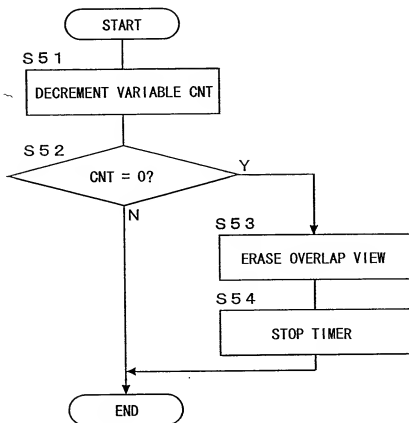 START
S51
DECREMENT VARIABLE CNT
S52
CNT = 0?
Y
N
S53
ERASE OVERLAP VIEW
S54
STOP TIMER
END